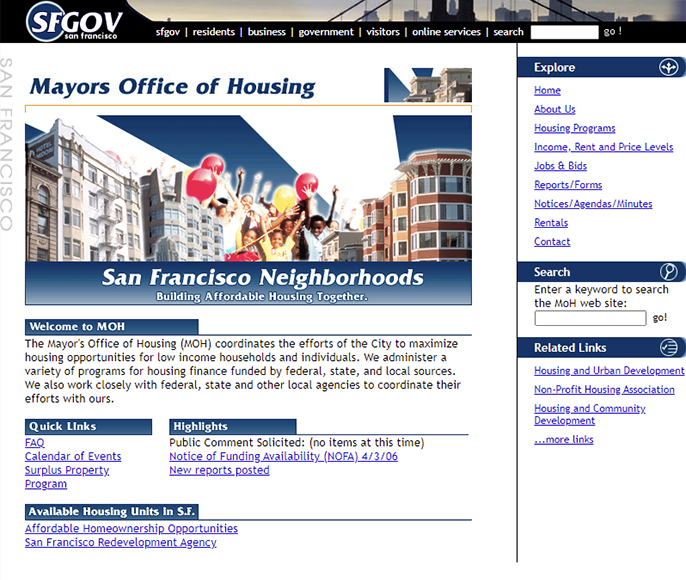 SFGOV
san francisco
sfgov | residents | business | government | visitors | online services | search
go !
SAN FRANCISCO
Mayors Office of Housing
San Francisco Neighborhoods
Building Affordable Housing Together.
Welcome to MOH
The Mayor's Office of Housing (MOH) coordinates the efforts of the City to maximize
housing opportunities for low income households and individuals. We administer a
variety of programs for housing finance funded by federal, state, and local sources.
We also work closely with federal, state and other local agencies to coordinate their
efforts with ours.
Quick Links
FAQ
Calendar of Events
Surplus Property
Program
Highlights
Public Comment Solicited: (no items at this time)
Notice of Funding Availability (NOFA) 4/3/06
New reports posted
Available Housing Units in S.F.
Affordable Homeownership Opportunities
San Francisco Redevelopment Agency
Explore
Home
About Us
Housing Programs
Income, Rent and Price Levels
Jobs & Bids
Reports/Forms
Notices/Agendas/Minutes
Rentals
Contact
Search
Enter a keyword to search
the MoH web site:
go!
Related Links
Housing and Urban Development
Non-Profit Housing Association
Housing and Community
Development
...more links